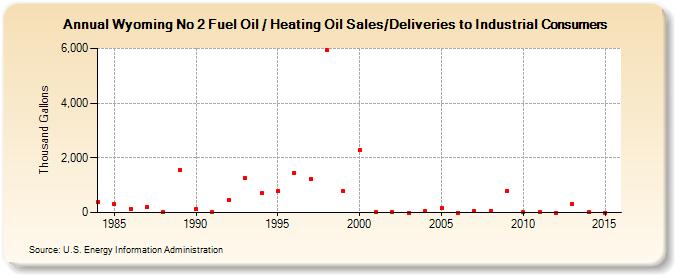 Annual Wyoming No 2 Fuel Oil / Heating Oil Sales/Deliveries to Industrial Consumers
Thousand Gallons
6,000
4,000
2,000
0
1985 1990 1995 2000 2005 2010 2015
Source: U.S. Energy Information Administration